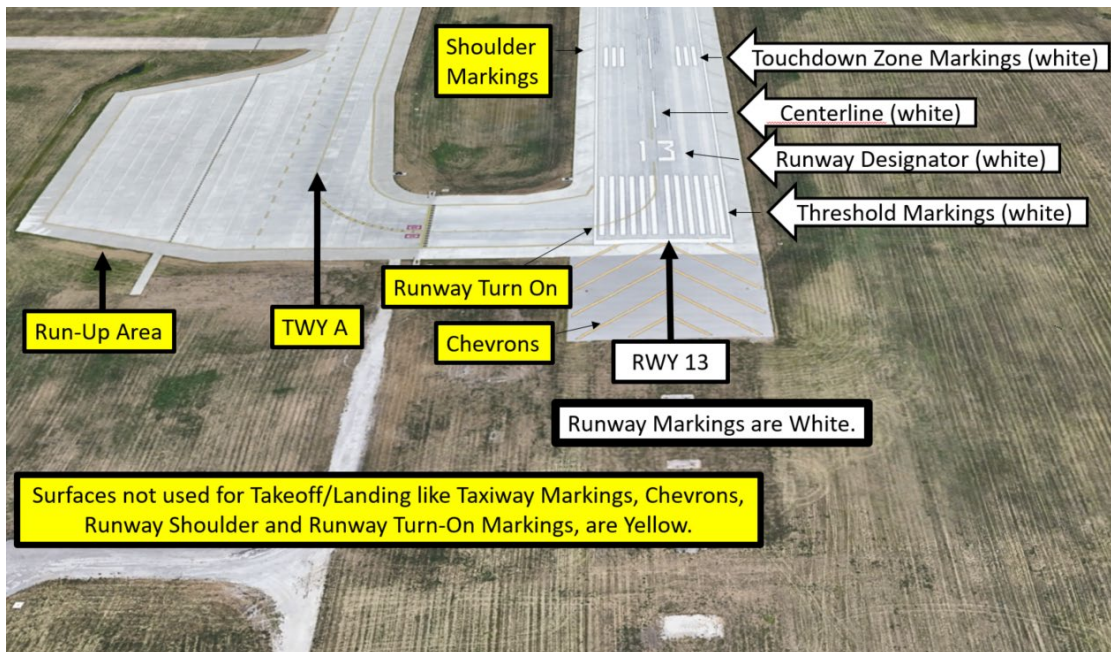 Shoulder
Markings
Touchdown Zone Markings (white)
Centerline (white)
13
Runway Designator (white)
Threshold Markings (white)
Runway Turn On
Run-Up Area
TWY A
Chevrons
RWY 13
Runway Markings are White.
Surfaces not used for Takeoff/Landing like Taxiway Markings, Chevrons,
Runway Shoulder and Runway Turn-On Markings, are Yellow.